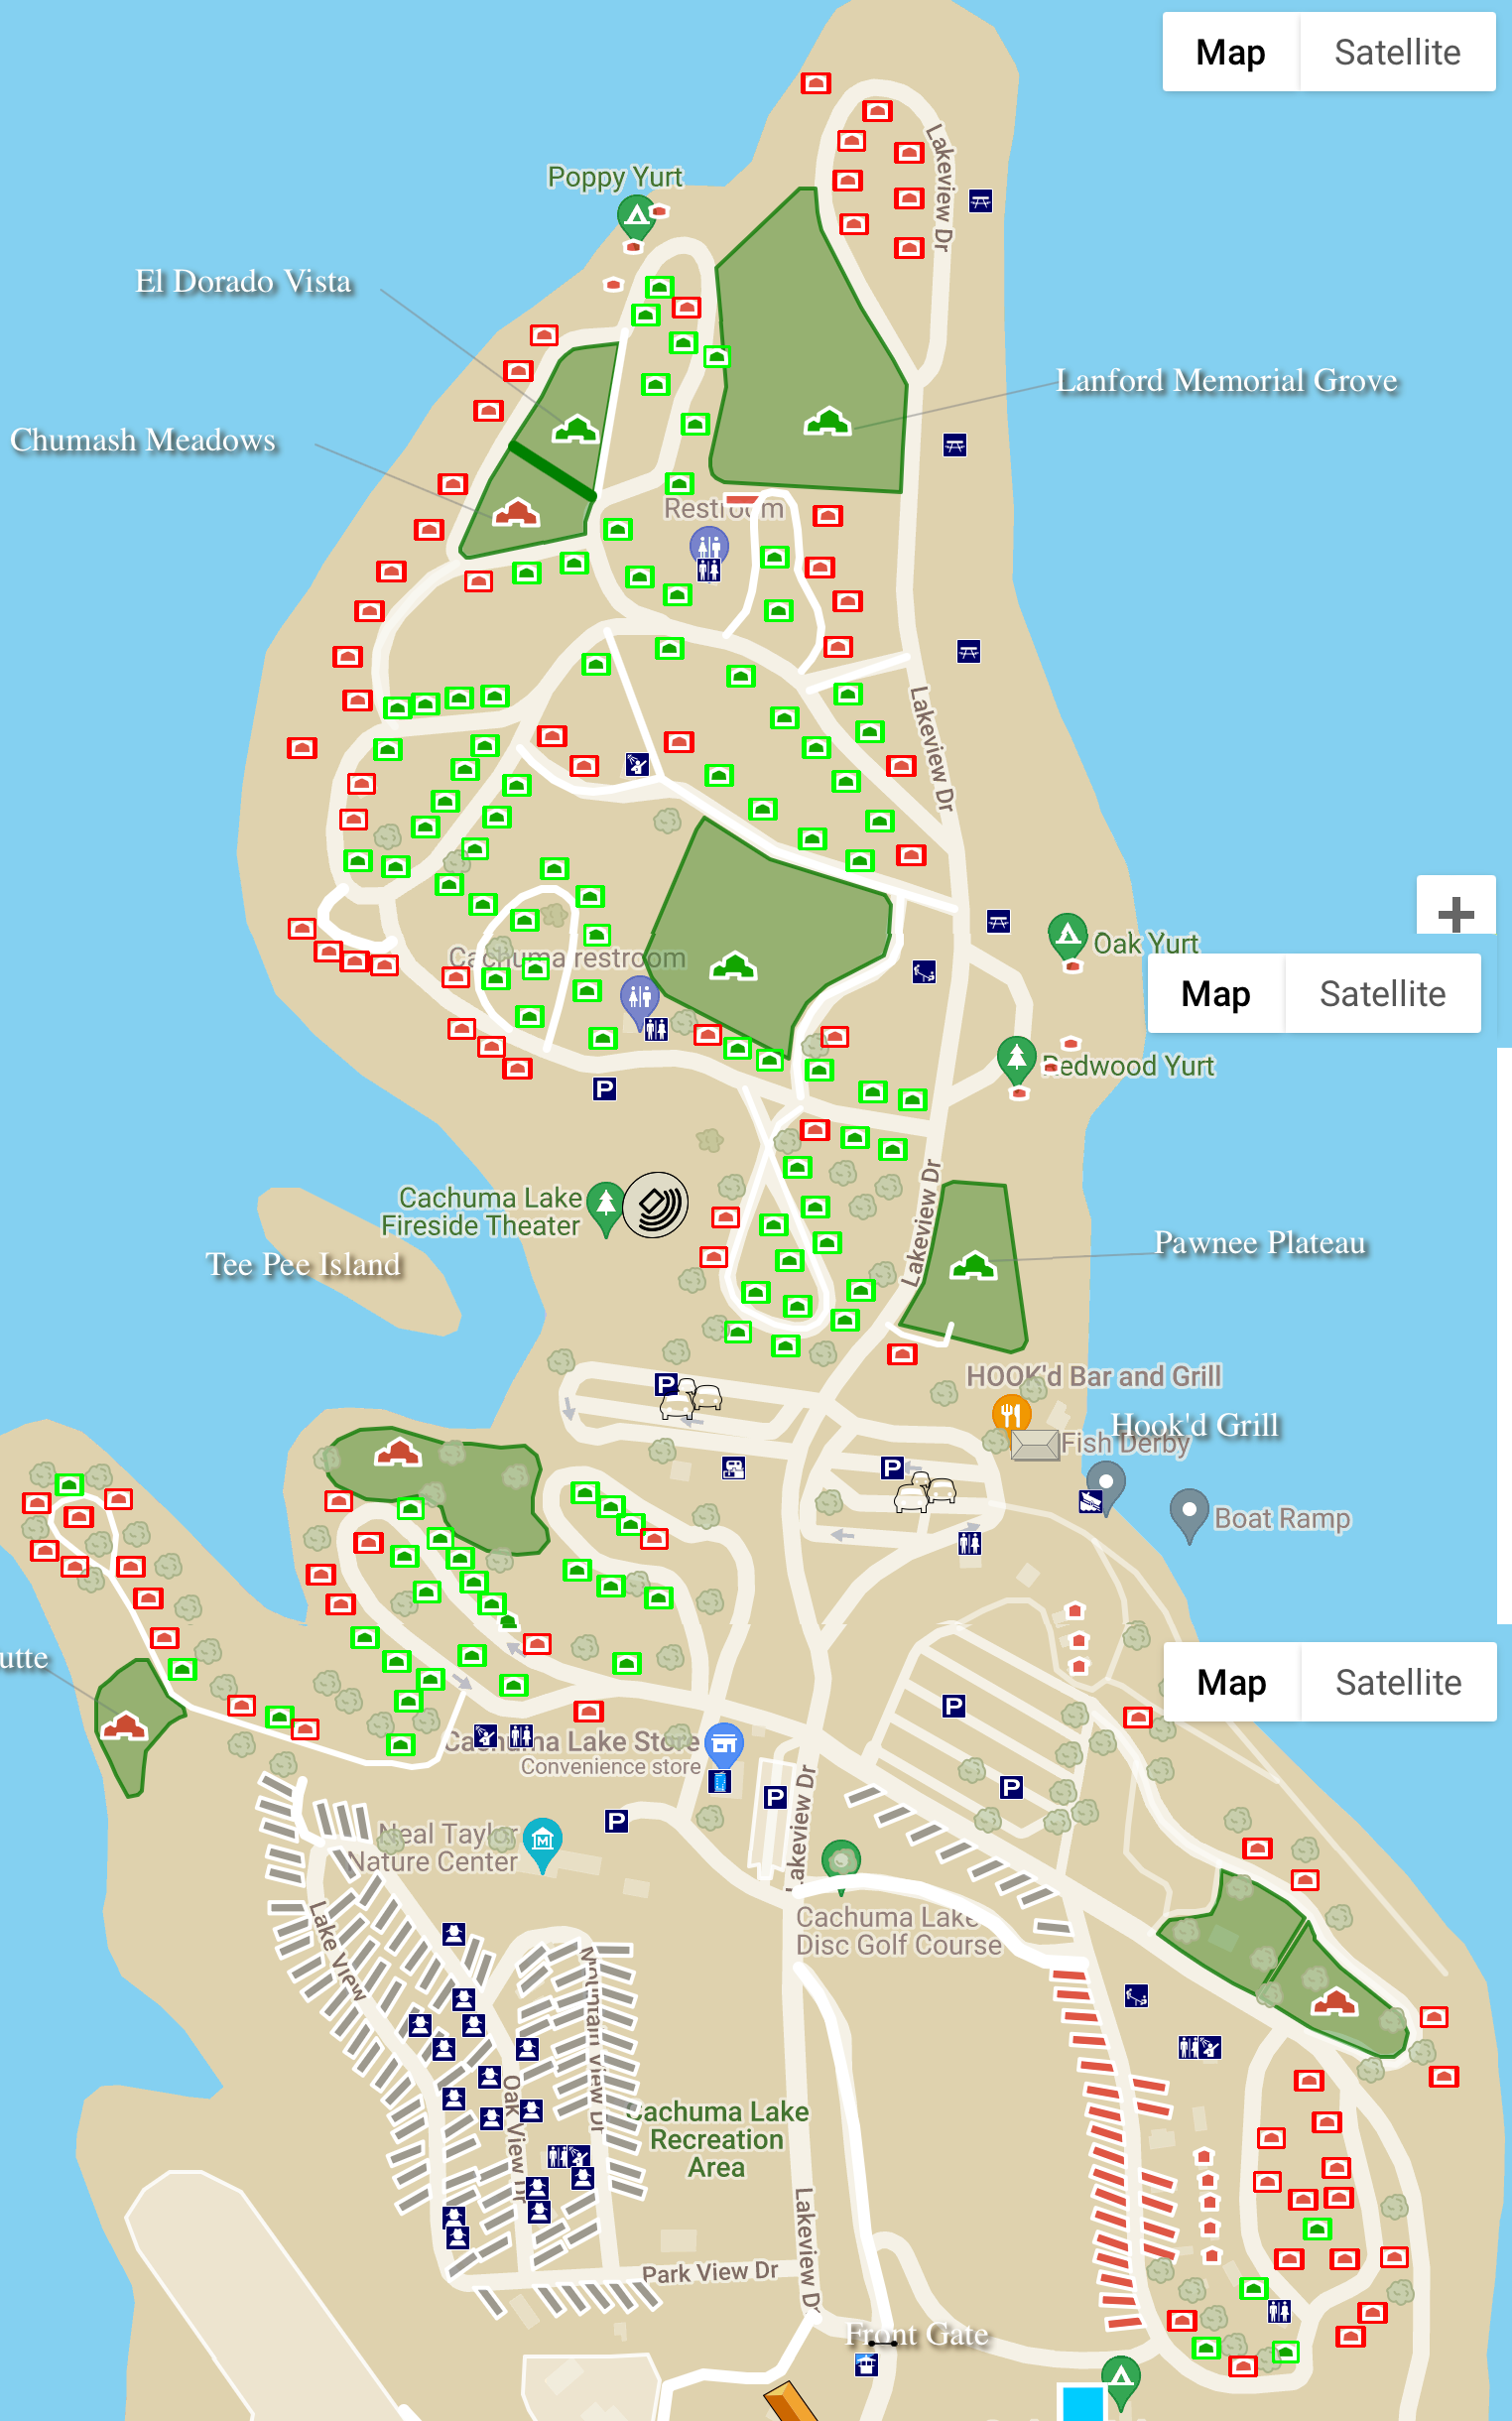 Map
Satellite
Lakeview Dr
Poppy Yurt
El Dorado Vista
Lanford Memorial Grove
Chumash Meadows
Restroom
Lakeview Dr
+
Oak Yurt
Cachuma restroom
Map
Satellite
Redwood Yurt
P
Lakeview Dr
Cachuma Lake
Fireside Theater
Pawnee Plateau
Tee Pee Island
HOOK'd Bar and Grill
P
Hook'd Grill
Fish Derby
P
Boat Ramp
utte
Map
Satellite
P
Cachuma Lake Store
Convenience store
P
P
P
Lakeview Dr
Neal Taylor
Nature Center
M
Lake View
Cachuma Lake
Disc Golf Course
Mountain View Dr
Oak View Dr
Cachuma Lake
Recreation
Area
Lakeview Dr
Park View Dr
Front Gate